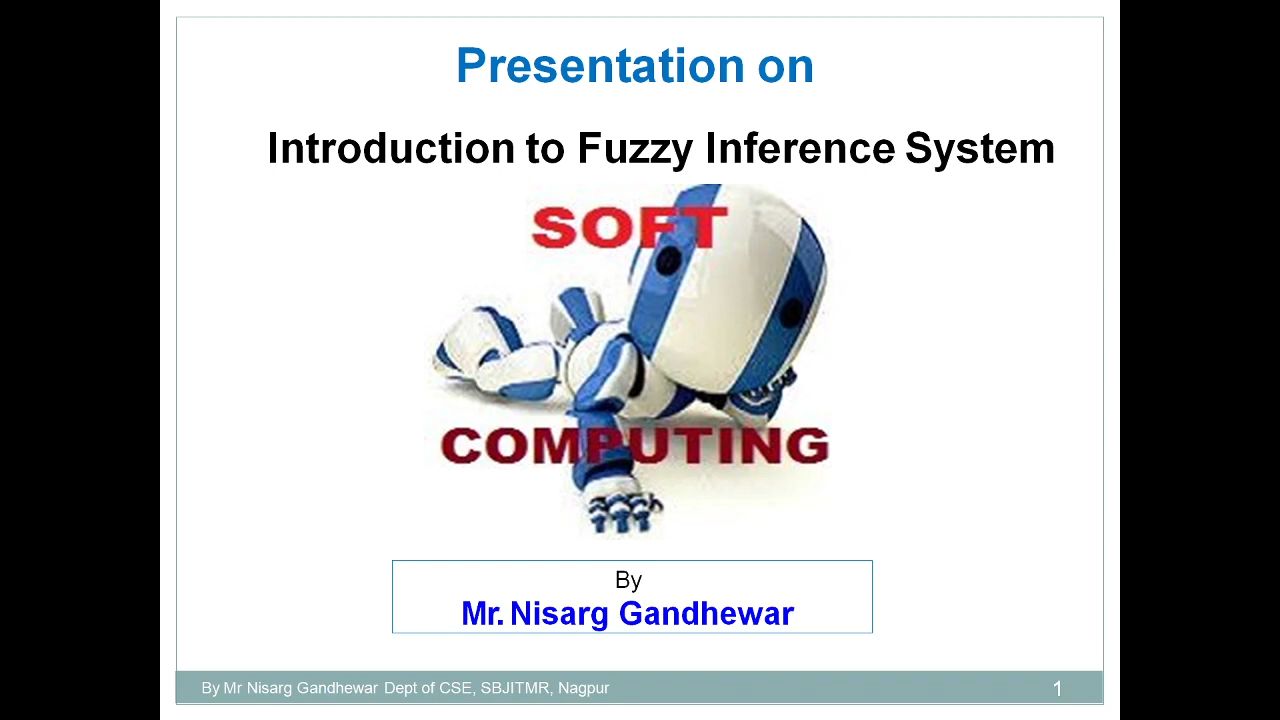 Presentation on
Introduction to Fuzzy Inference System
SOFT
COMPUTING
By
Mr. Nisarg Gandhewar
By Mr Nisarg Gandhewar Dept of CSE, SBJITMR, Nagpur
1